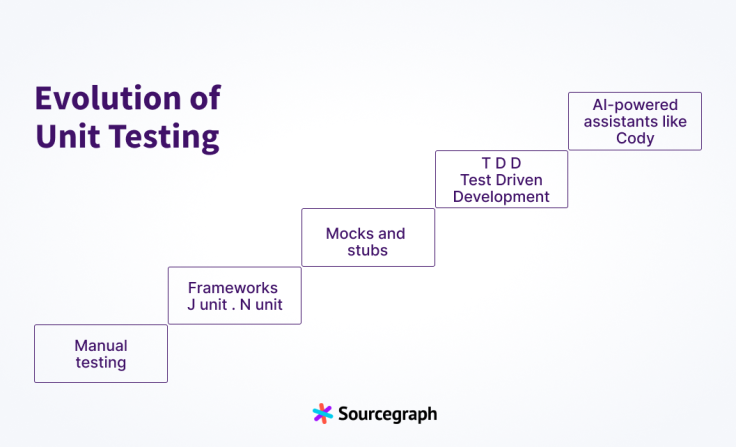 Evolution of
Unit Testing
AI-powered
assistants like
Cody
T D D
Test Driven
Development
Mocks and
stubs
Frameworks
J unit . N unit
Manual
testing
Sourcegraph